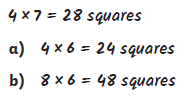 4 × 7 = 28 squares
a) 4 × 6 = 24 squares
b) 8 × 6 = 48 squares